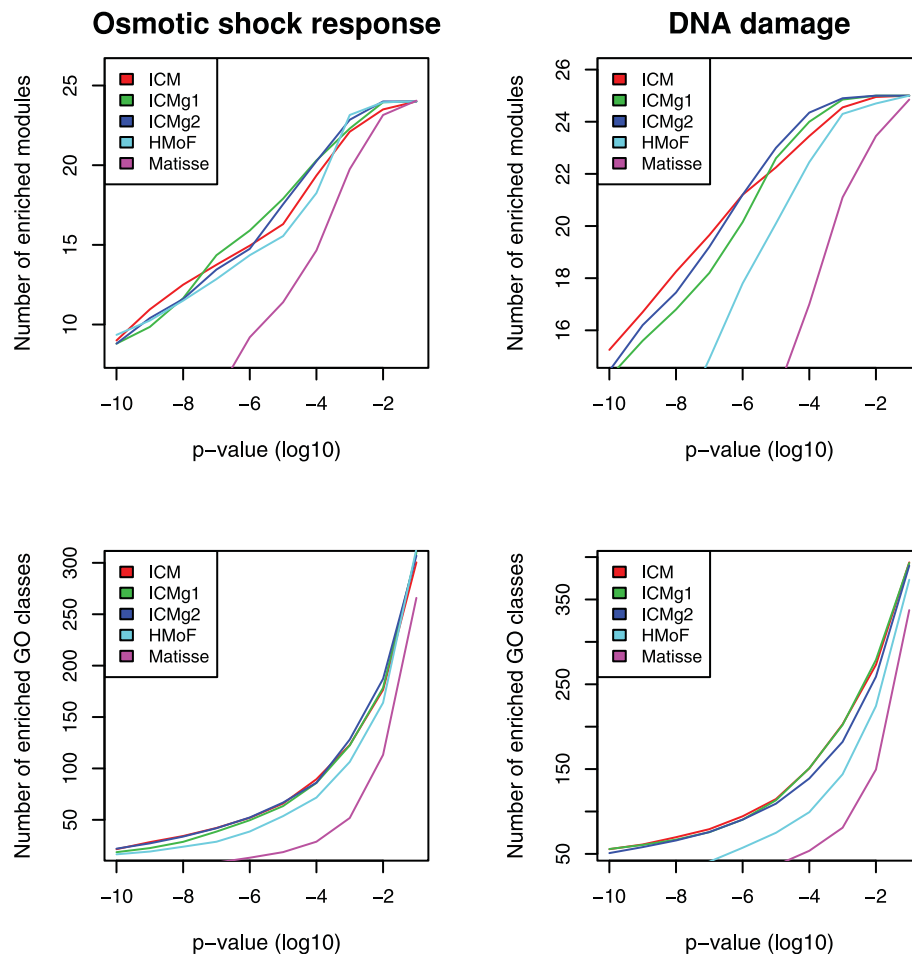 Osmotic shock response
DNA damage
Number of enriched modules
25
20
15
10
ICM
ICMg1
ICMg2
HMoF
Matisse
−10
−8
−6
−4
−2
p−value (log10)
Number of enriched modules
26
24
22
20
18
16
ICM
ICMg1
ICMg2
HMoF
Matisse
−10
−8
−6
−4
−2
p−value (log10)
Number of enriched GO classes
300
250
200
150
100
50
ICM
ICMg1
ICMg2
HMoF
Matisse
−10
−8
−6
−4
−2
p−value (log10)
Number of enriched GO classes
350
250
150
50
ICM
ICMg1
ICMg2
HMoF
Matisse
−10
−8
−6
−4
−2
p−value (log10)